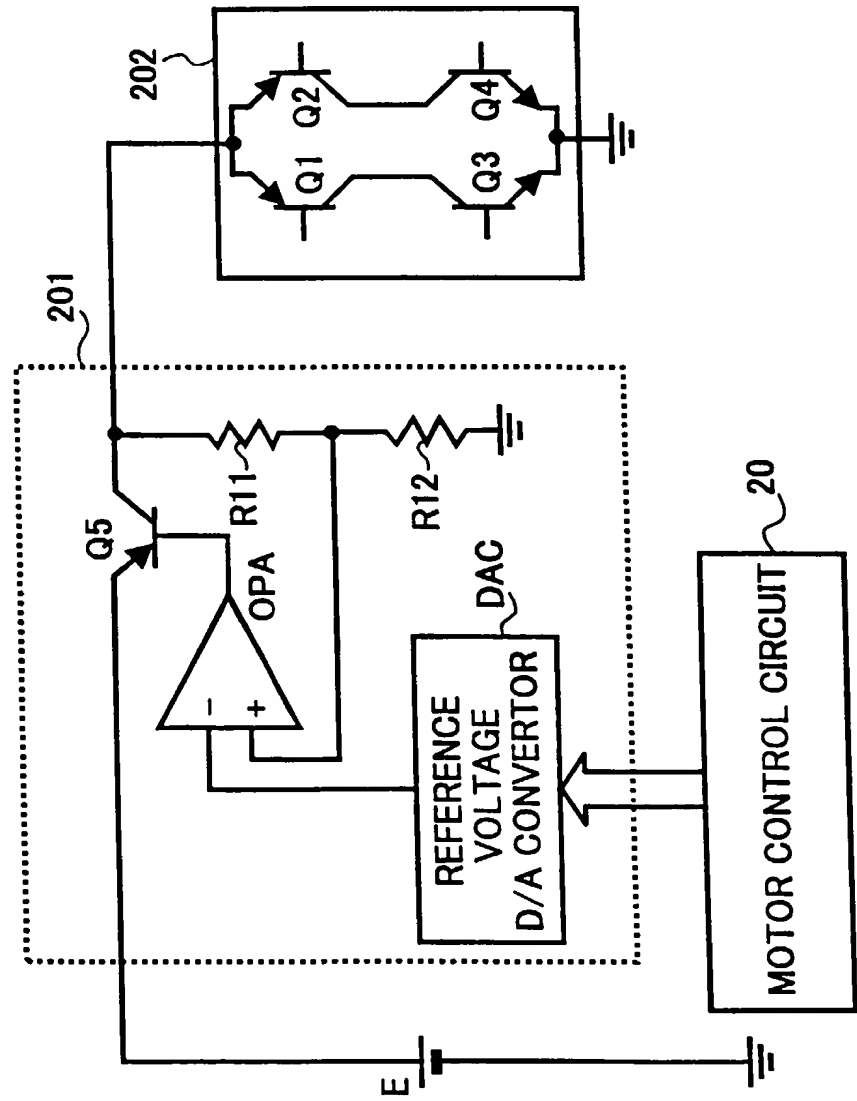 201
202
Q5
Q1
Q2
Q3
Q4
OPA
-
+
R11
R12
E
DAC
REFERENCE
VOLTAGE
D/A CONVERTOR
20
MOTOR CONTROL CIRCUIT